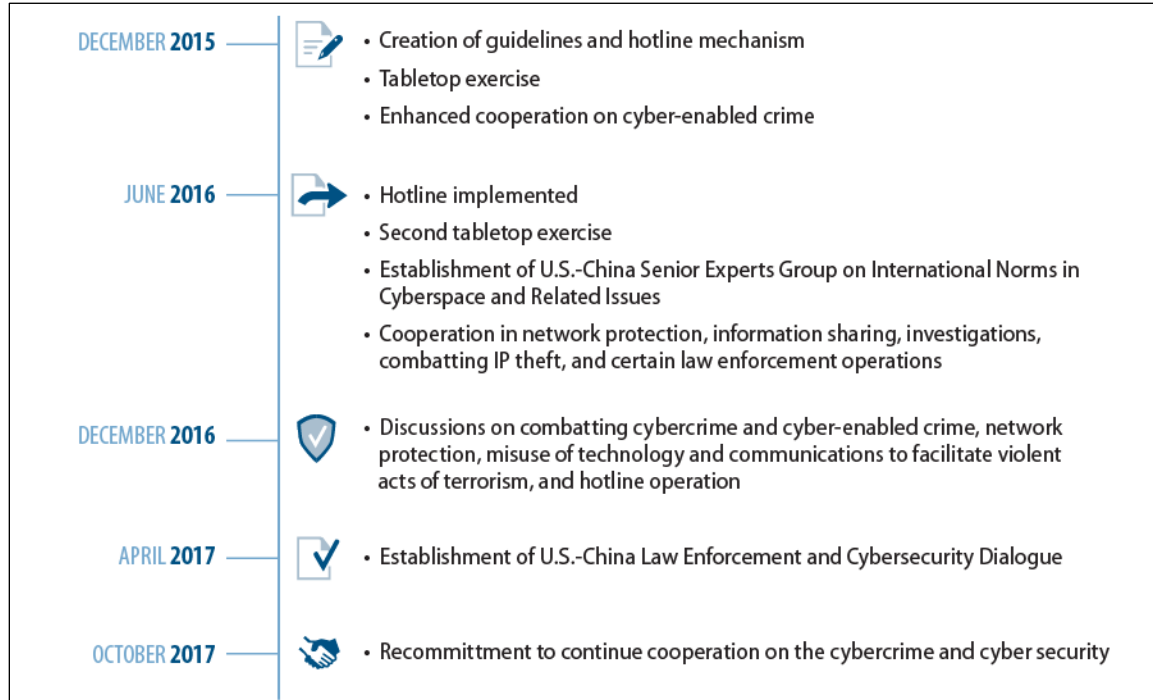 DECEMBER 2015
• Creation of guidelines and hotline mechanism
• Tabletop exercise
• Enhanced cooperation on cyber-enabled crime
JUNE 2016
• Hotline implemented
• Second tabletop exercise
• Establishment of U.S.-China Senior Experts Group on International Norms in
Cyberspace and Related Issues
• Cooperation in network protection, information sharing, investigations,
combatting IP theft, and certain law enforcement operations
DECEMBER 2016
• Discussions on combatting cybercrime and cyber-enabled crime, network
protection, misuse of technology and communications to facilitate violent
acts of terrorism, and hotline operation
APRIL 2017
• Establishment of U.S.-China Law Enforcement and Cybersecurity Dialogue
OCTOBER 2017
• Recommittment to continue cooperation on the cybercrime and cyber security